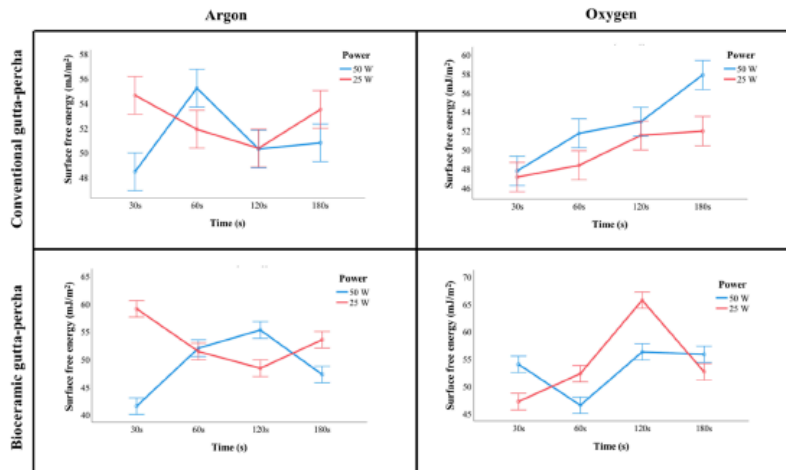 Argon
Oxygen
Conventional gutta-percha
Surface free energy (mJ/m²)
58
56
54
52
50
48
30s
60s
120s
180s
Time (s)
Power
50 W
25 W
Surface free energy (mJ/m²)
60
58
56
54
52
50
48
46
30s
60s
120s
180s
Time (s)
Power
50 W
25 W
Bioceramic gutta-percha
Surface free energy (mJ/m²)
65
60
55
50
45
40
30s
60s
120s
180s
Time (s)
Power
50 W
25 W
Surface free energy (mJ/m²)
70
65
60
55
50
45
30s
60s
120s
180s
Time (s)
Power
50 W
25 W